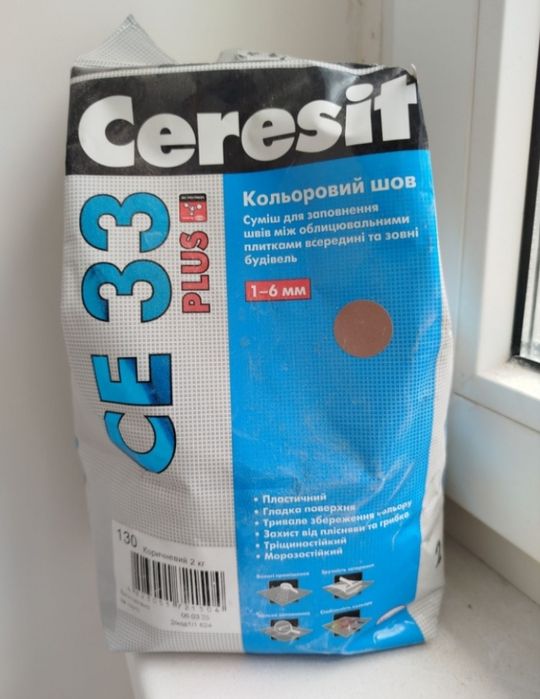 Ceresit
CE 33
PLUS
Кольоровий шов
Суміш для заповнення
швів між облицювальними
плитками всередині та зовні
будівель
1–6 мм
• Пластичний
• Гладка поверхня
• Тривале збереження кольору
• Захист від плісняви та грибка
• Тріщиностійкий
• Морозостійкий
130 Коричневий 2 кг